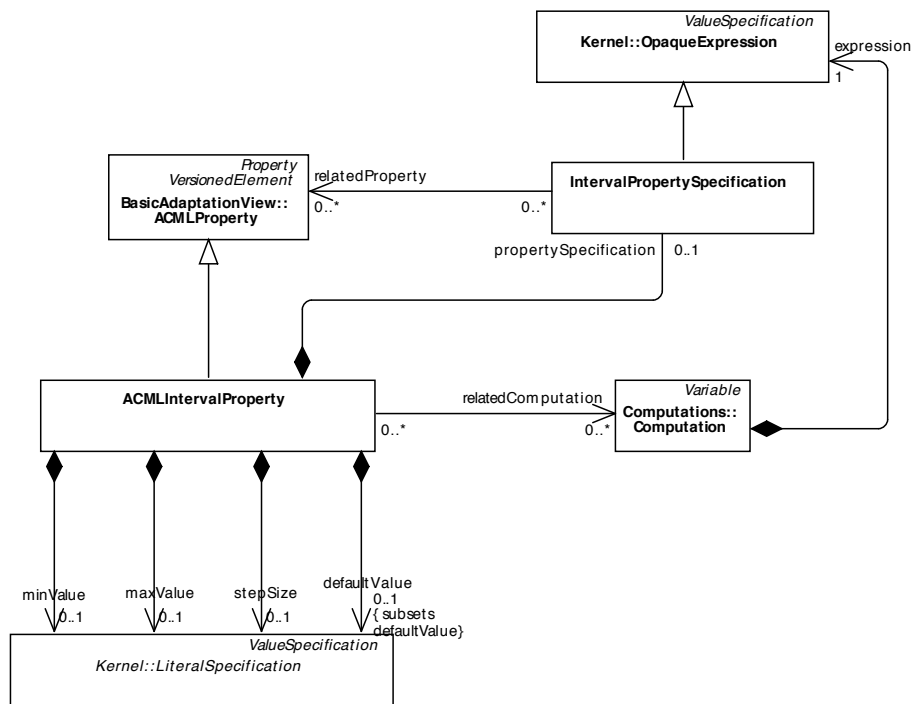 ValueSpecification
Kernel::OpaqueExpression
expression
1
Property
VersionedElement
BasicAdaptationView::
ACMLProperty
relatedProperty
0..*
0..*
IntervalPropertySpecification
propertySpecification
0..1
ACMLIntervalProperty
relatedComputation
0..*
0..*
Variable
Computations::
Computation
minValue
0..1
maxValue
0..1
stepSize
0..1
defaultValue
0..1
{ subsets
defaultValue}
ValueSpecification
Kernel::LiteralSpecification